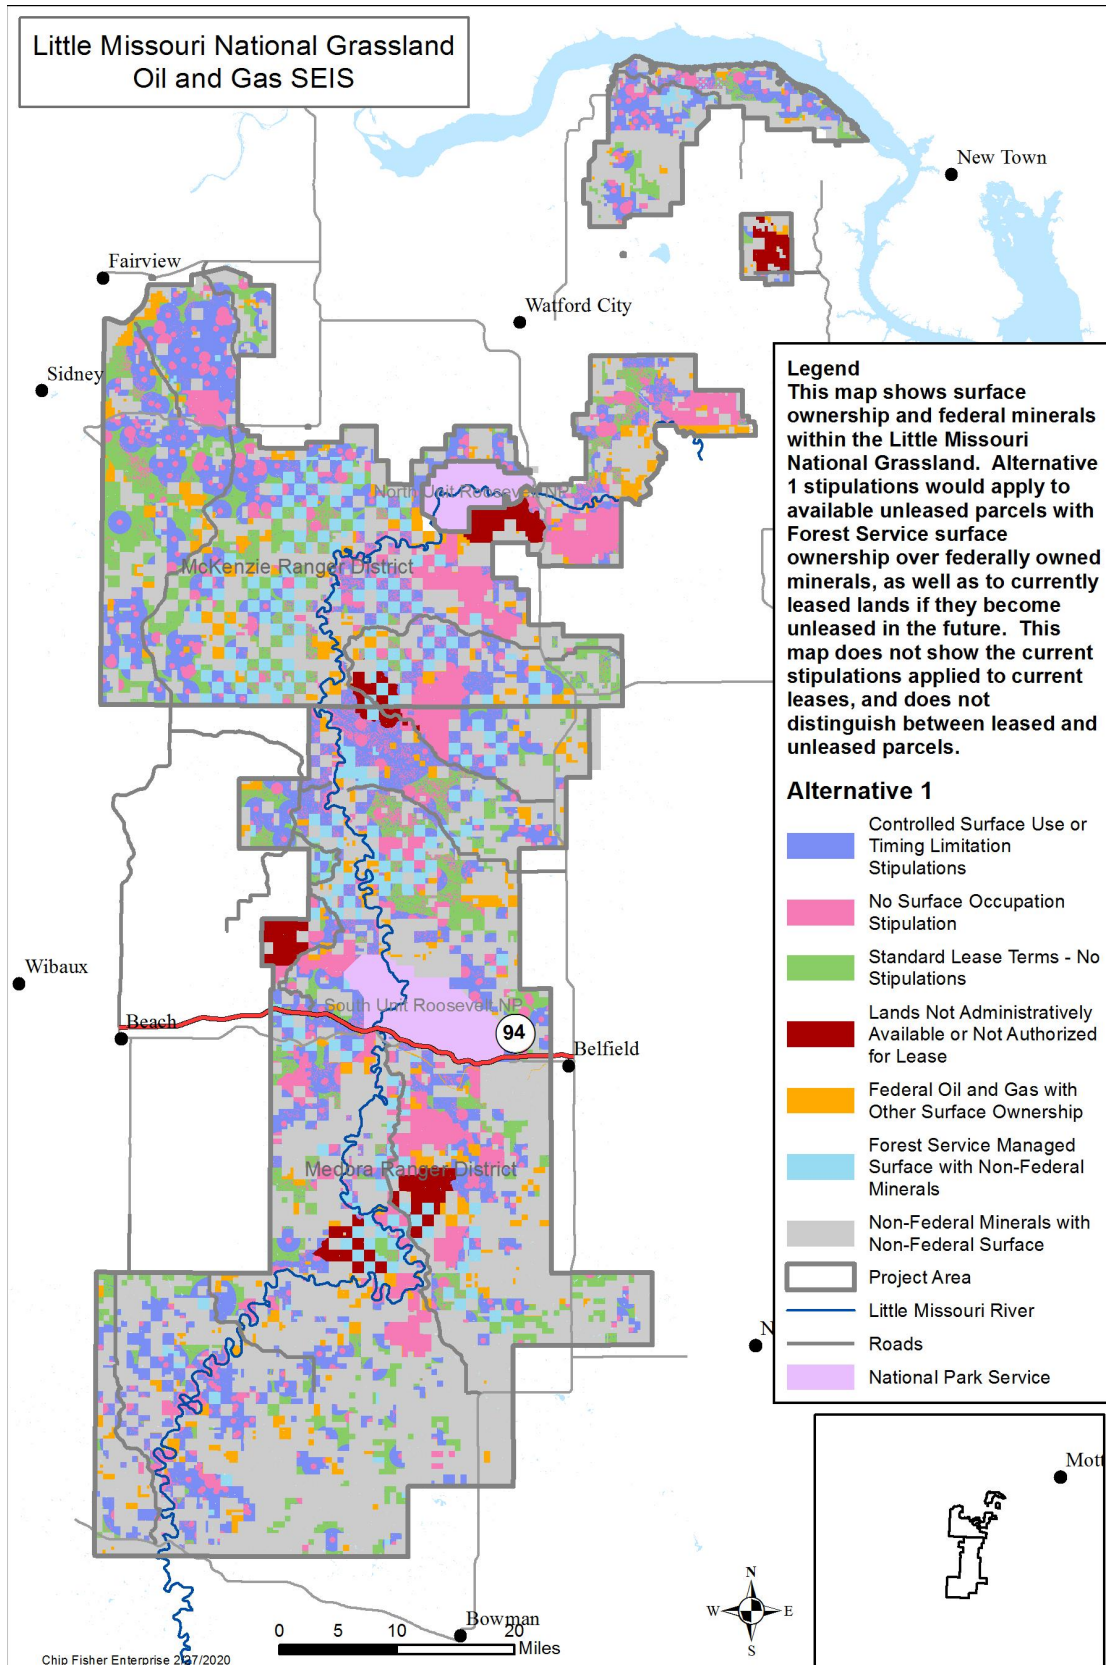 Little Missouri National Grassland
Oil and Gas SEIS
New Town
Fairview
Watford City
Sidney
North Unit Roosevelt NP
McKenzie Ranger District
Wibaux
South Unit Roosevelt NP
Beach
94
Belfield
Medora Ranger District
Bowman
Legend
This map shows surface
ownership and federal minerals
within the Little Missouri
National Grassland. Alternative
1 stipulations would apply to
available unleased parcels with
Forest Service surface
ownership over federally owned
minerals, as well as to currently
leased lands if they become
unleased in the future. This
map does not show the current
stipulations applied to current
leases, and does not
distinguish between leased and
unleased parcels.
Alternative 1
Controlled Surface Use or
Timing Limitation
Stipulations
No Surface Occupation
Stipulation
Standard Lease Terms - No
Stipulations
Lands Not Administratively
Available or Not Authorized
for Lease
Federal Oil and Gas with
Other Surface Ownership
Forest Service Managed
Surface with Non-Federal
Minerals
Non-Federal Minerals with
Non-Federal Surface
Project Area
Little Missouri River
N
Roads
National Park Service
Mott
N
W E
S
0 5 10 20
Miles
Chip Fisher Enterprise 2/27/2020